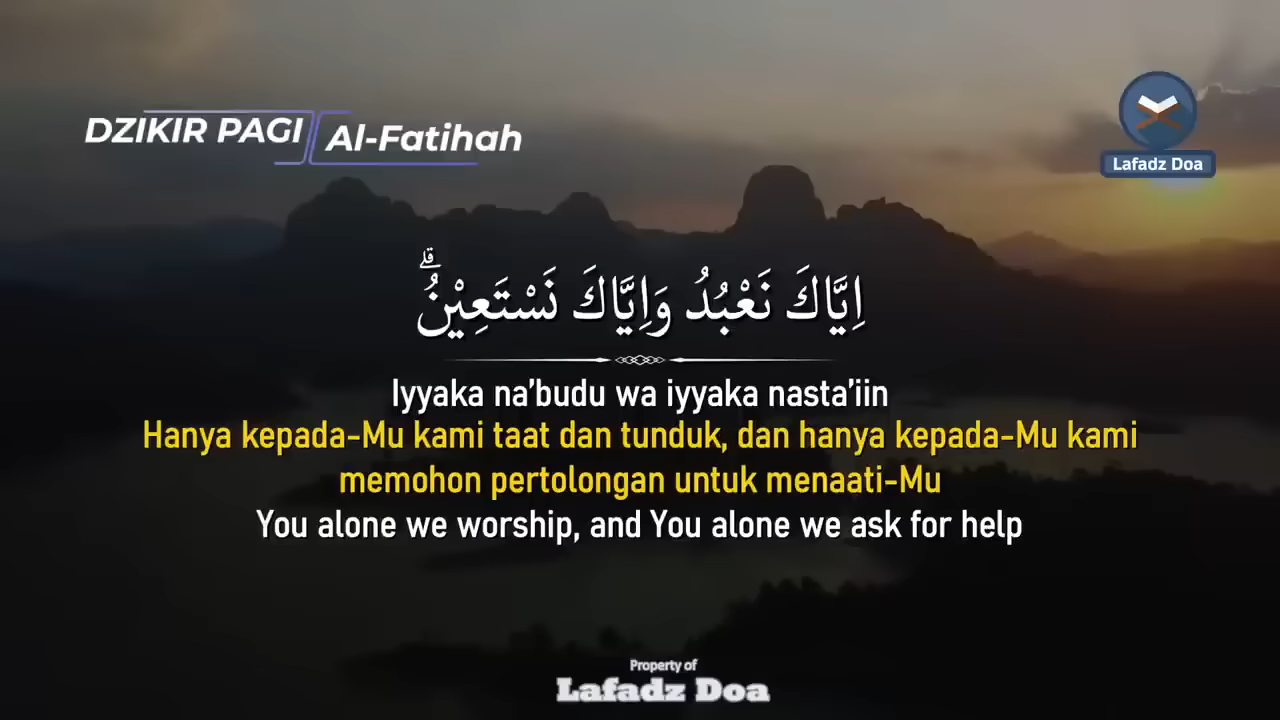 DZIKIR PAGI
Al-Fatihah
Lafadz Doa
اِيَّاكَ نَعْبُدُ وَاِيَّاكَ نَسْتَعِيْنُۗ
Iyyaka na’budu wa iyyaka nasta’iin
Hanya kepada-Mu kami taat dan tunduk, dan hanya kepada-Mu kami
memohon pertolongan untuk menaati-Mu
You alone we worship, and You alone we ask for help
Property of
Lafadz Doa